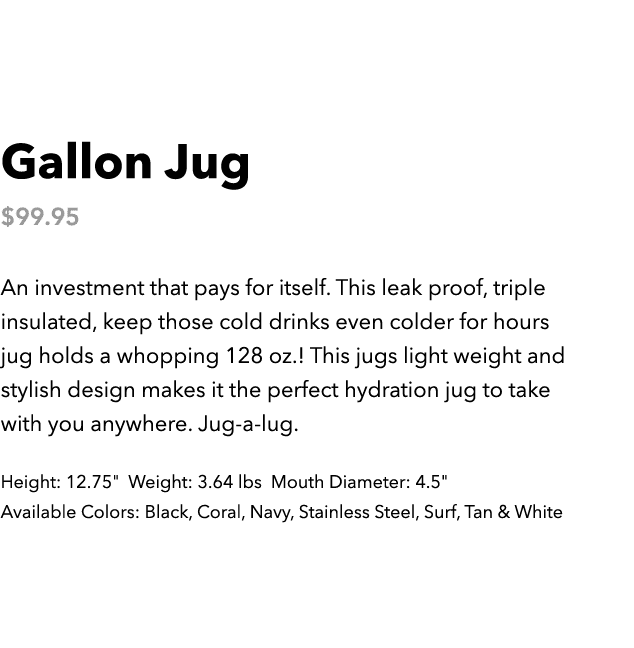 Gallon Jug
$99.95
An investment that pays for itself. This leak proof, triple
insulated, keep those cold drinks even colder for hours
jug holds a whopping 128 oz.! This jugs light weight and
stylish design makes it the perfect hydration jug to take
with you anywhere. Jug-a-lug.
Height: 12.75"  Weight: 3.64 lbs  Mouth Diameter: 4.5"
Available Colors: Black, Coral, Navy, Stainless Steel, Surf, Tan & White